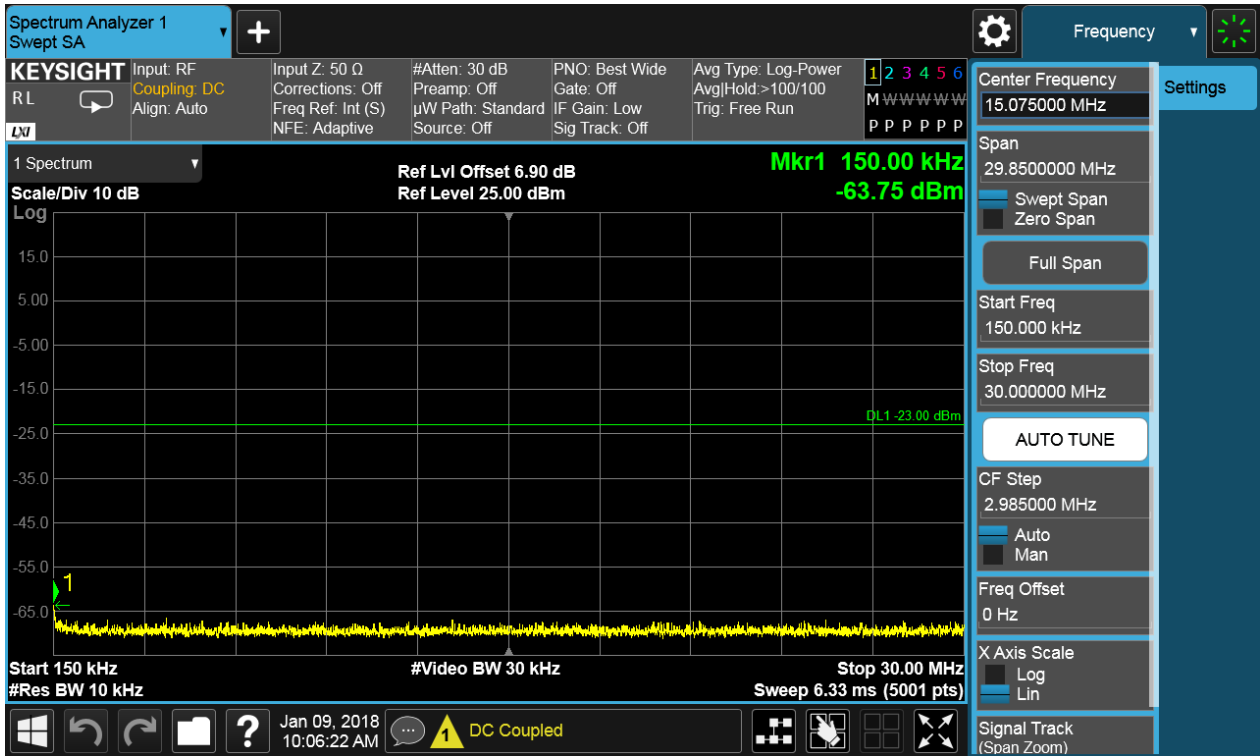 Spectrum Analyzer 1
Swept SA
+
Frequency
KEYSIGHT
R L
LXI
Input: RF
Coupling: DC
Align: Auto
Input Z: 50 Ω
Corrections: Off
Freq Ref: Int (S)
NFE: Adaptive
#Atten: 30 dB
Preamp: Off
µW Path: Standard
Source: Off
PNO: Best Wide
Gate: Off
IF Gain: Low
Sig Track: Off
Avg Type: Log-Power
Avg|Hold:>100/100
Trig: Free Run
1 2 3 4 5 6
M W W W W W
P P P P P P
1 Spectrum
Scale/Div 10 dB
Log
Ref Lvl Offset 6.90 dB
Ref Level 25.00 dBm
Mkr1 150.00 kHz
-63.75 dBm
15.0
5.00
-5.00
-15.0
DL1 -23.00 dBm
-25.0
-35.0
-45.0
-55.0
1
-65.0
Start 150 kHz
#Res BW 10 kHz
#Video BW 30 kHz
Stop 30.00 MHz
Sweep 6.33 ms (5001 pts)
Center Frequency
15.075000 MHz
Settings
Span
29.8500000 MHz
Swept Span
Zero Span
Full Span
Start Freq
150.000 kHz
Stop Freq
30.000000 MHz
AUTO TUNE
CF Step
2.985000 MHz
Auto
Man
Freq Offset
0 Hz
X Axis Scale
Log
Lin
Signal Track
(Span Zoom)
?
Jan 09, 2018
10:06:22 AM
1
DC Coupled